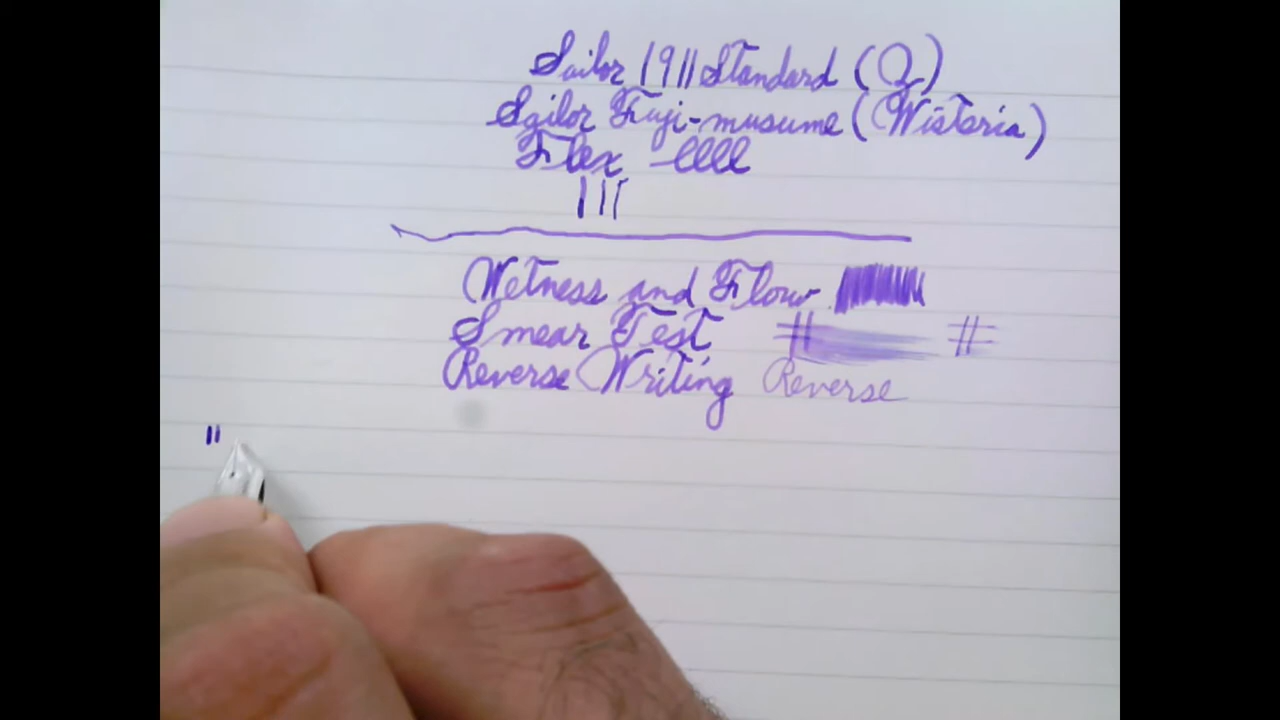 Sailor 1911 Standard (Q)
Sailor Fuji-musume (Wisteria)
Flex llll
Wetness and Flow
Smear Test
Reverse Writing Reverse
"